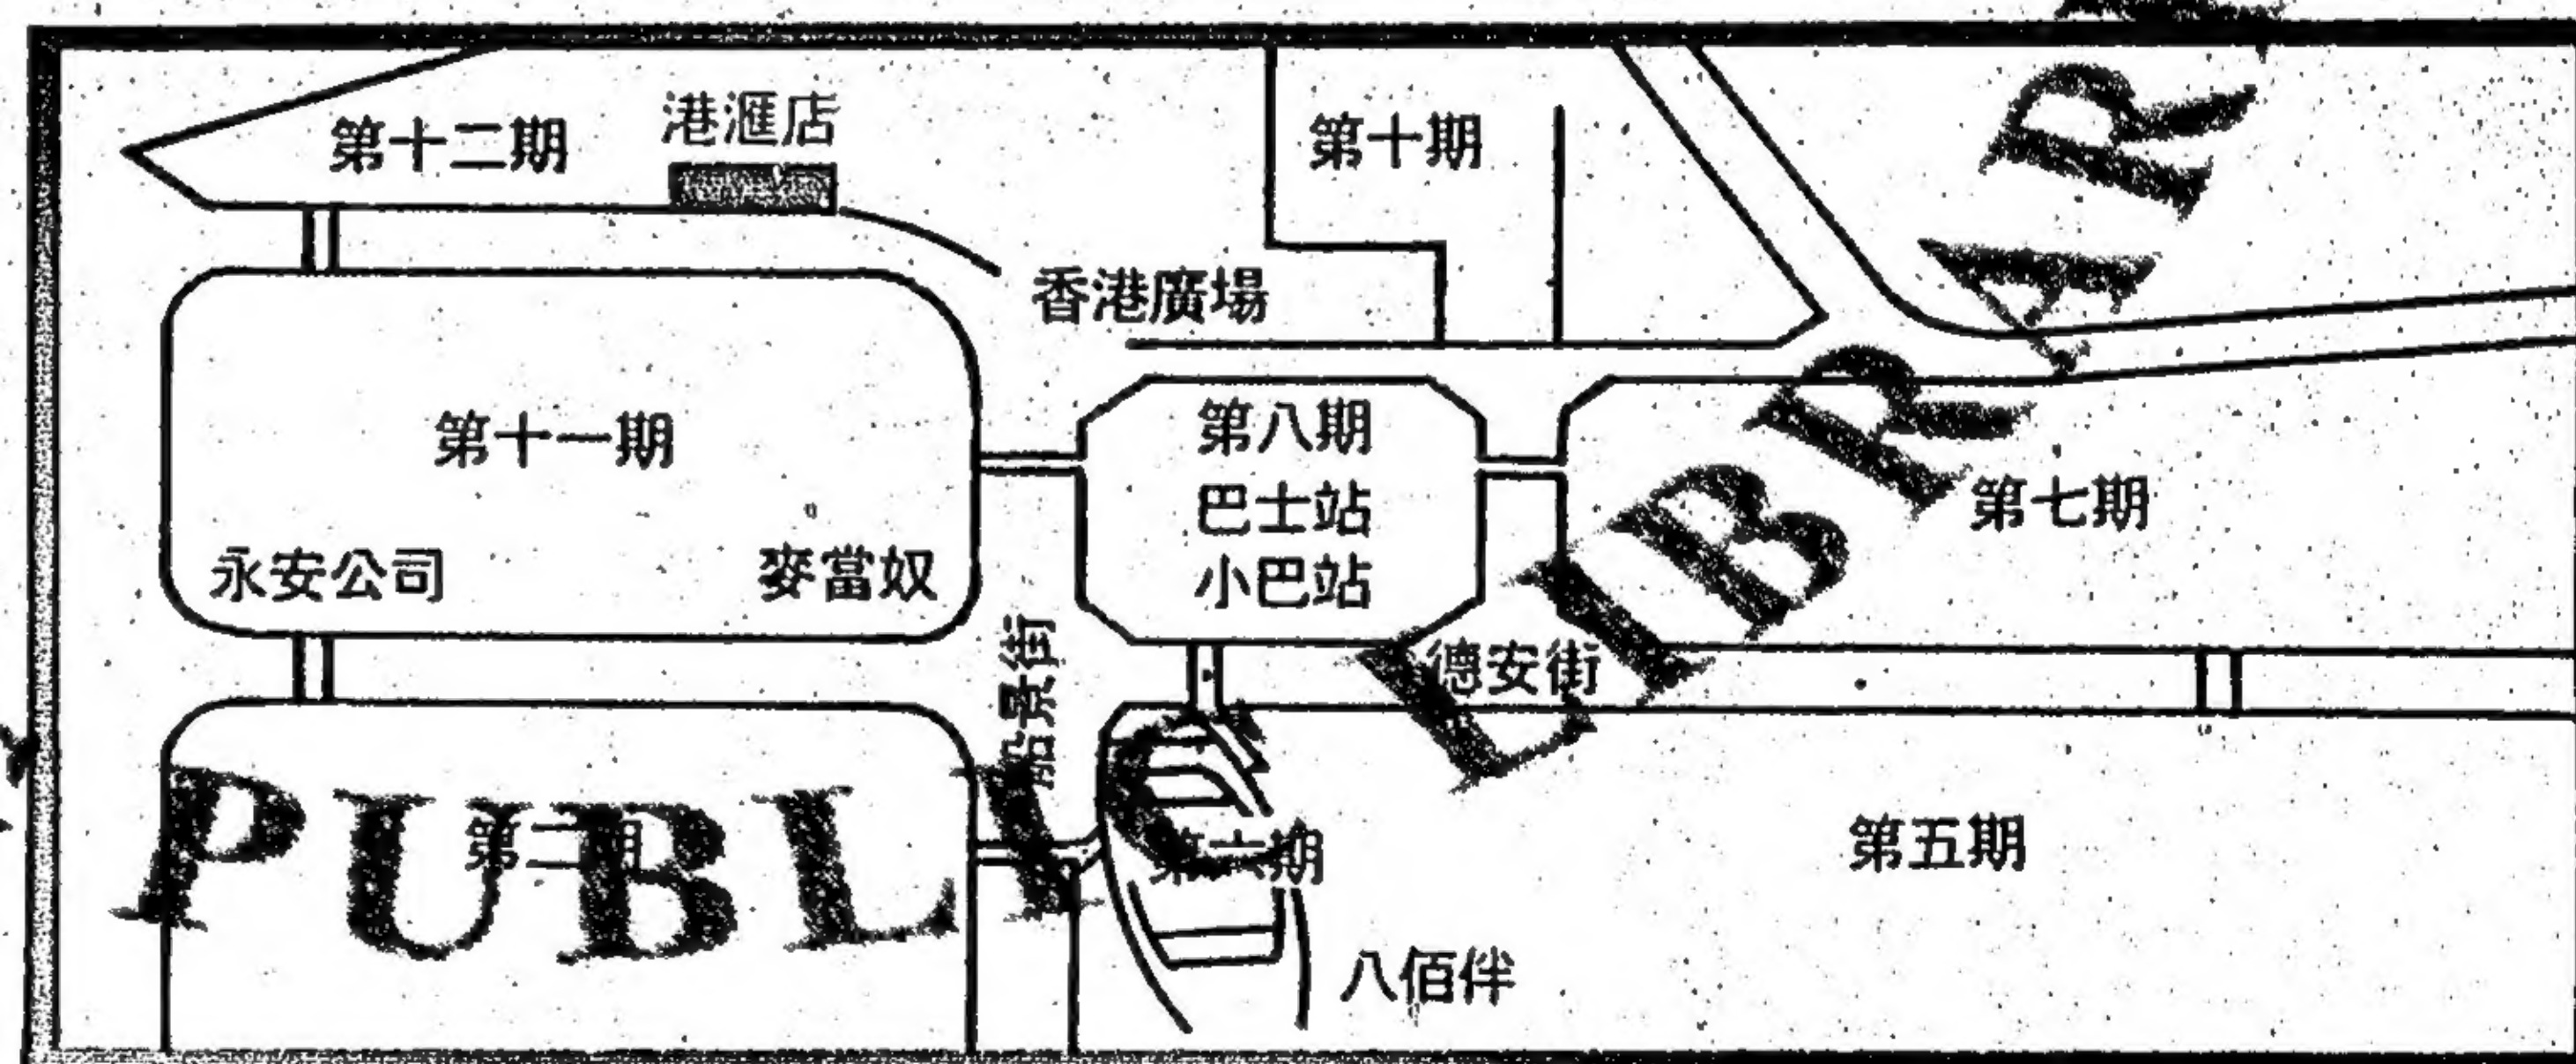 第十二期
港滙店
第十期
香港廣場
第十一期
永安公司
麥當奴
第八期
巴士站
小巴站
第七期
德安街
船景街
第二期
第六期
第五期
八佰伴
PUBLIC LIBRAR